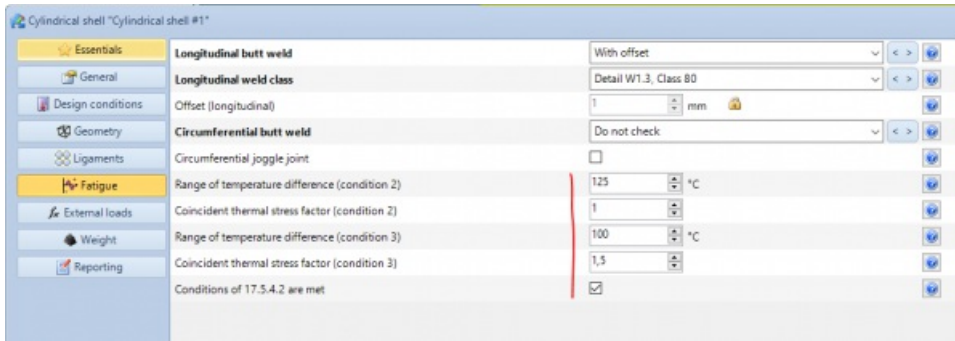 Cylindrical shell "Cylindrical shell #1"
Essentials
General
Design conditions
Geometry
Ligaments
Fatigue
External loads
Weight
Reporting
Longitudinal butt weld With offset < >
Longitudinal weld class Detail W1.3, Class 80 < >
Offset (longitudinal) 1 mm
Circumferential butt weld Do not check < >
Circumferential joggle joint
Range of temperature difference (condition 2) 125 °C
Coincident thermal stress factor (condition 2) 1
Range of temperature difference (condition 3) 100 °C
Coincident thermal stress factor (condition 3) 1,5
Conditions of 17.5.4.2 are met